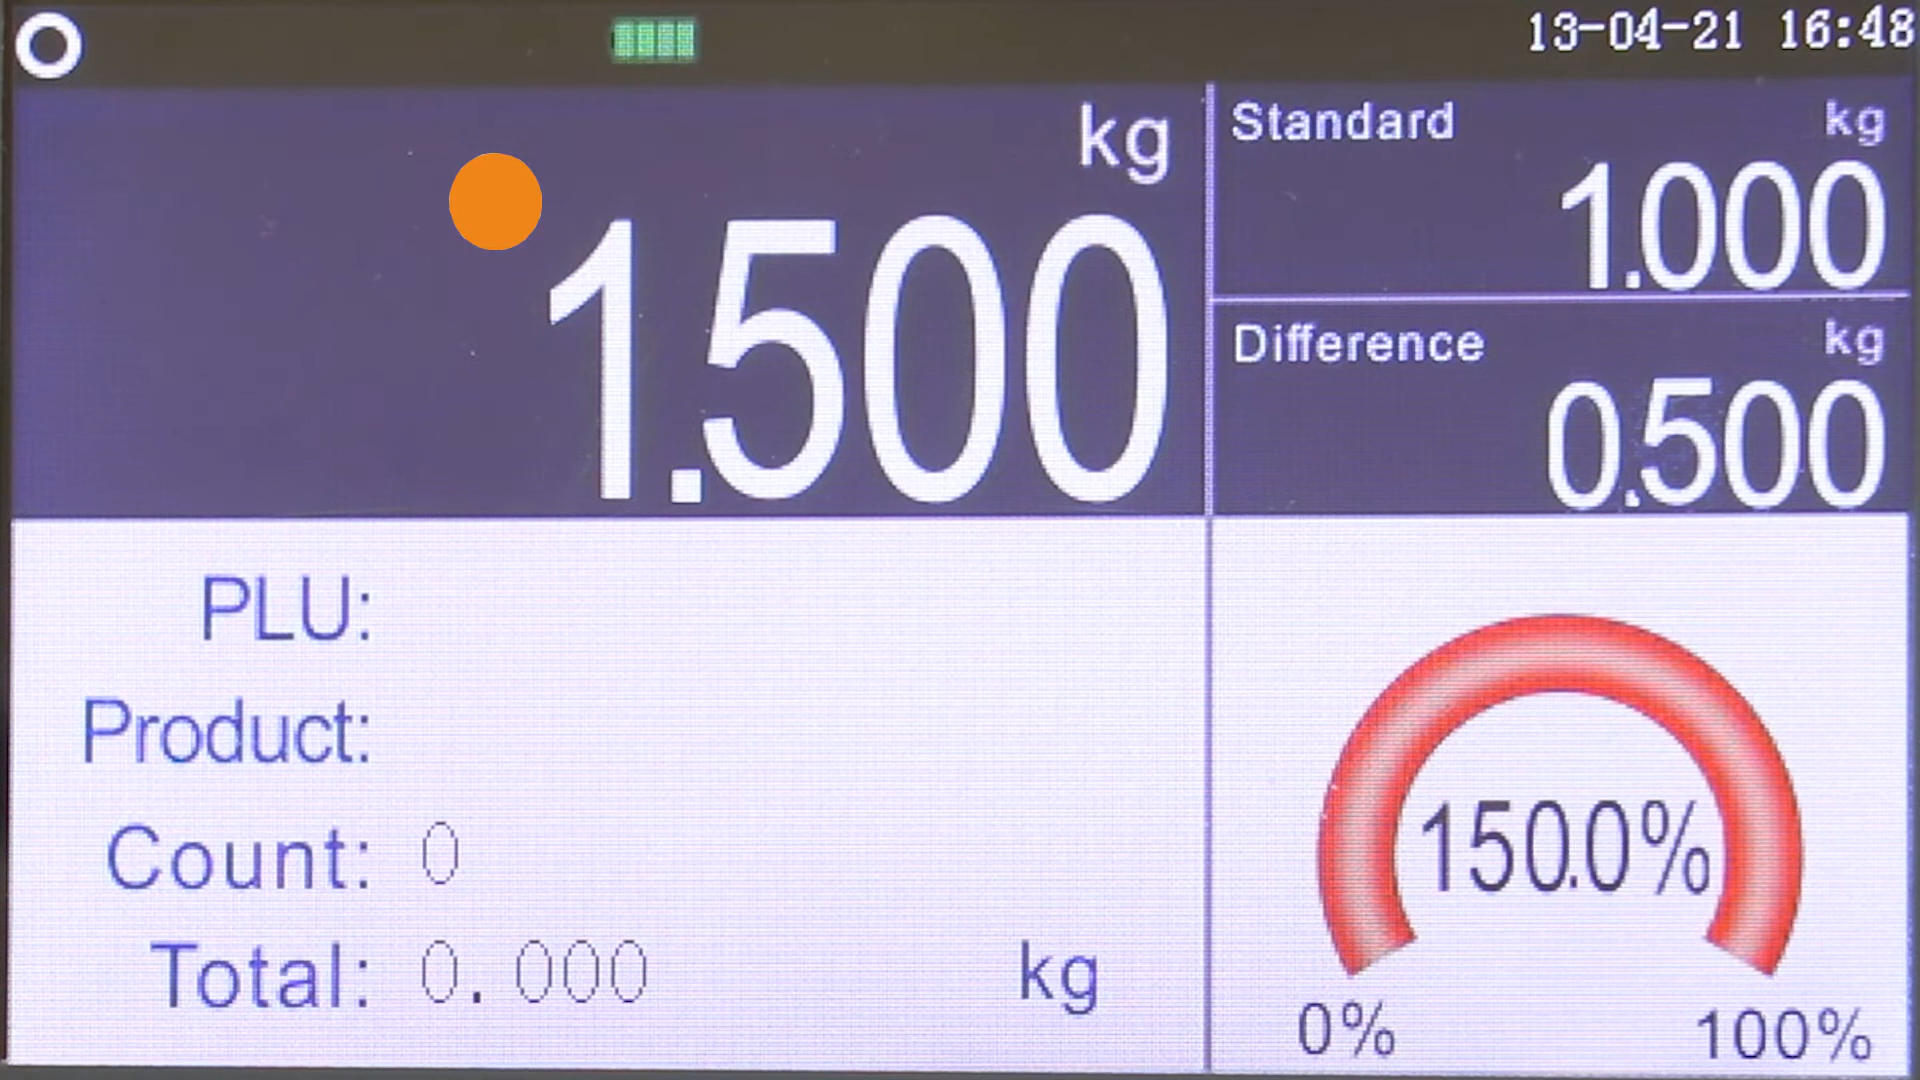 13-04-21 16:48
kg
1.500
Standard kg
1.000
Difference kg
0.500
PLU:
Product:
Count: 0
Total: 0.000 kg
150.0%
0% 100%